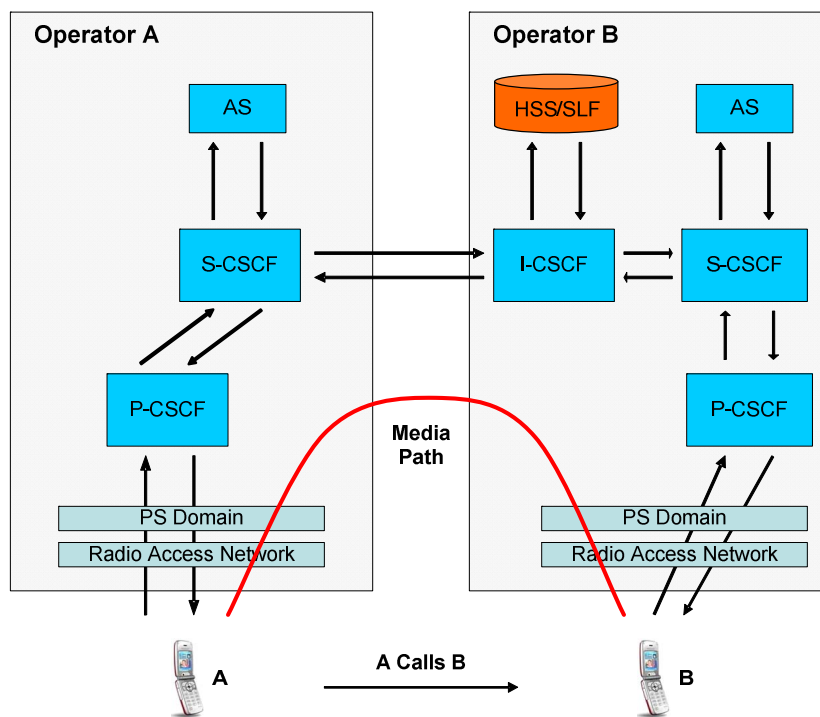 Operator A
Operator B
AS
HSS/SLF
AS
S-CSCF
I-CSCF
S-CSCF
P-CSCF
P-CSCF
Media
Path
PS Domain
PS Domain
Radio Access Network
Radio Access Network
A Calls B
A
B